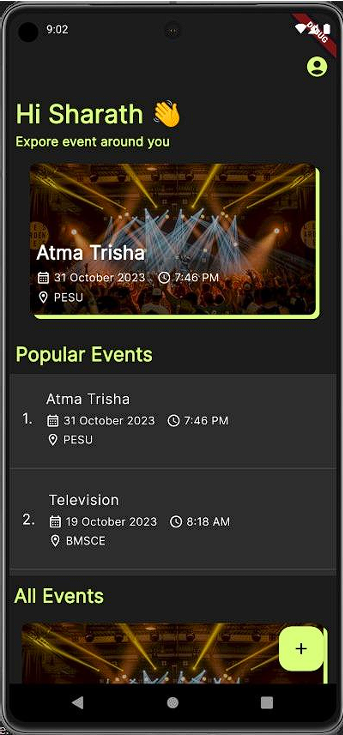 9:02
DEBUG
Hi Sharath 👋
Expore event around you
Atma Trisha
31 October 2023 7:46 PM
PESU
Popular Events
Atma Trisha
1. 31 October 2023 7:46 PM
PESU
Television
2. 19 October 2023 8:18 AM
BMSCE
All Events
+